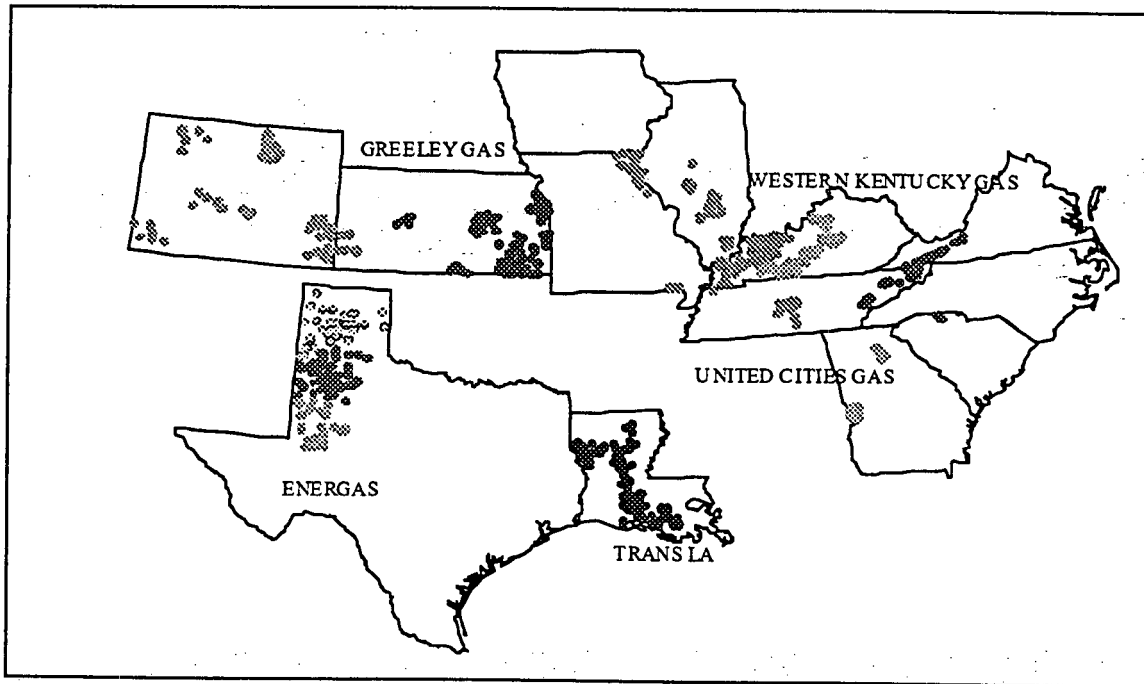 GREELEY GAS
WESTERN KENTUCKY GAS
UNITED CITIES GAS
ENERGAS
TRANS LA